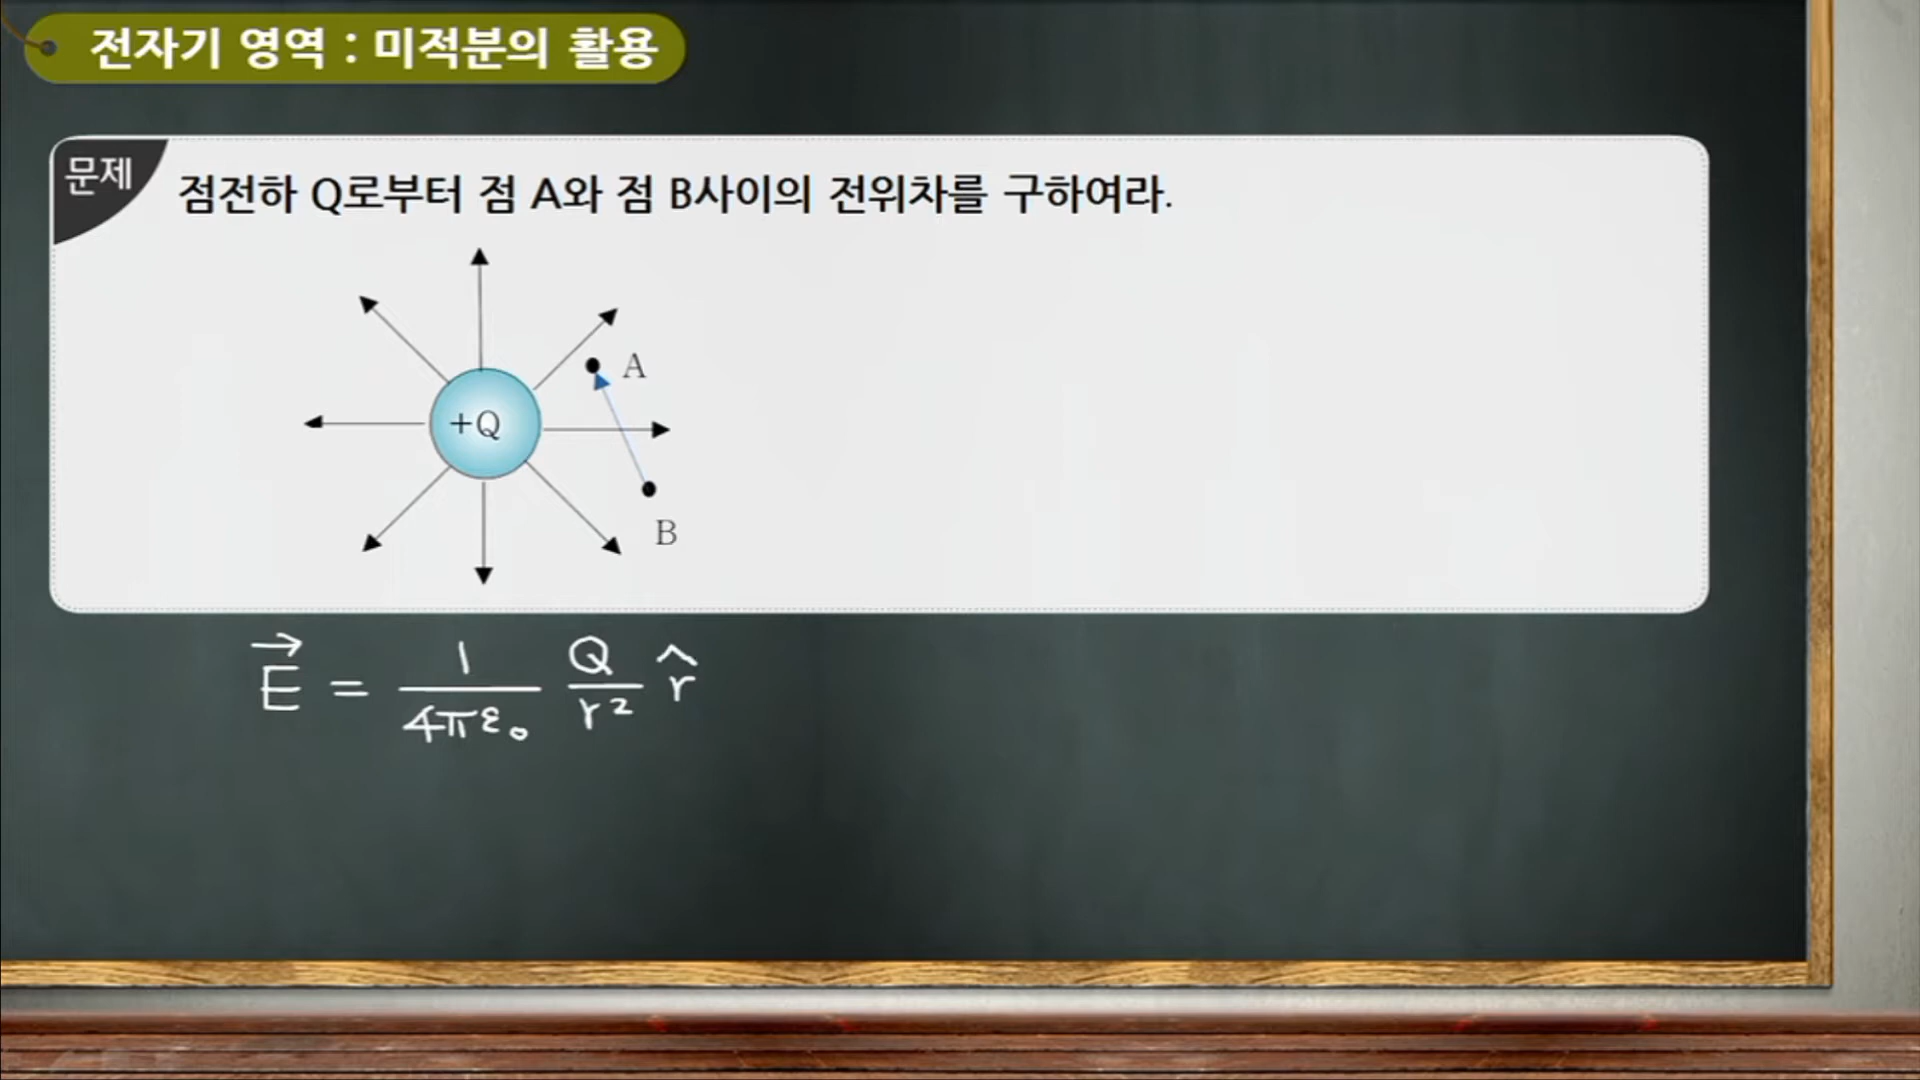 전자기 영역 : 미적분의 활용
문제
점전하 Q로부터 점 A와 점 B사이의 전위차를 구하여라.
A
+Q
B
E⃗ = 1/(4πε₀) Q/r² r̂